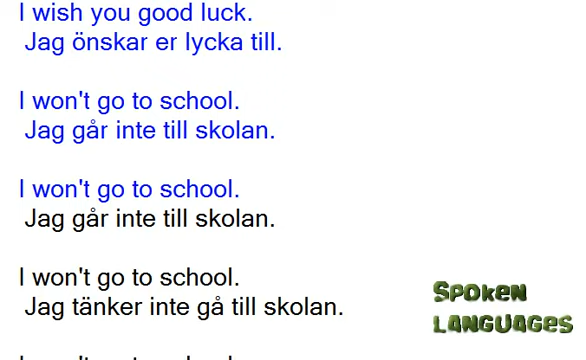 I wish you good luck.
Jag önskar er lycka till.
I won't go to school.
Jag går inte till skolan.
I won't go to school.
Jag går inte till skolan.
I won't go to school.
Jag tänker inte gå till skolan.
SPOKEN
LANGUAGES